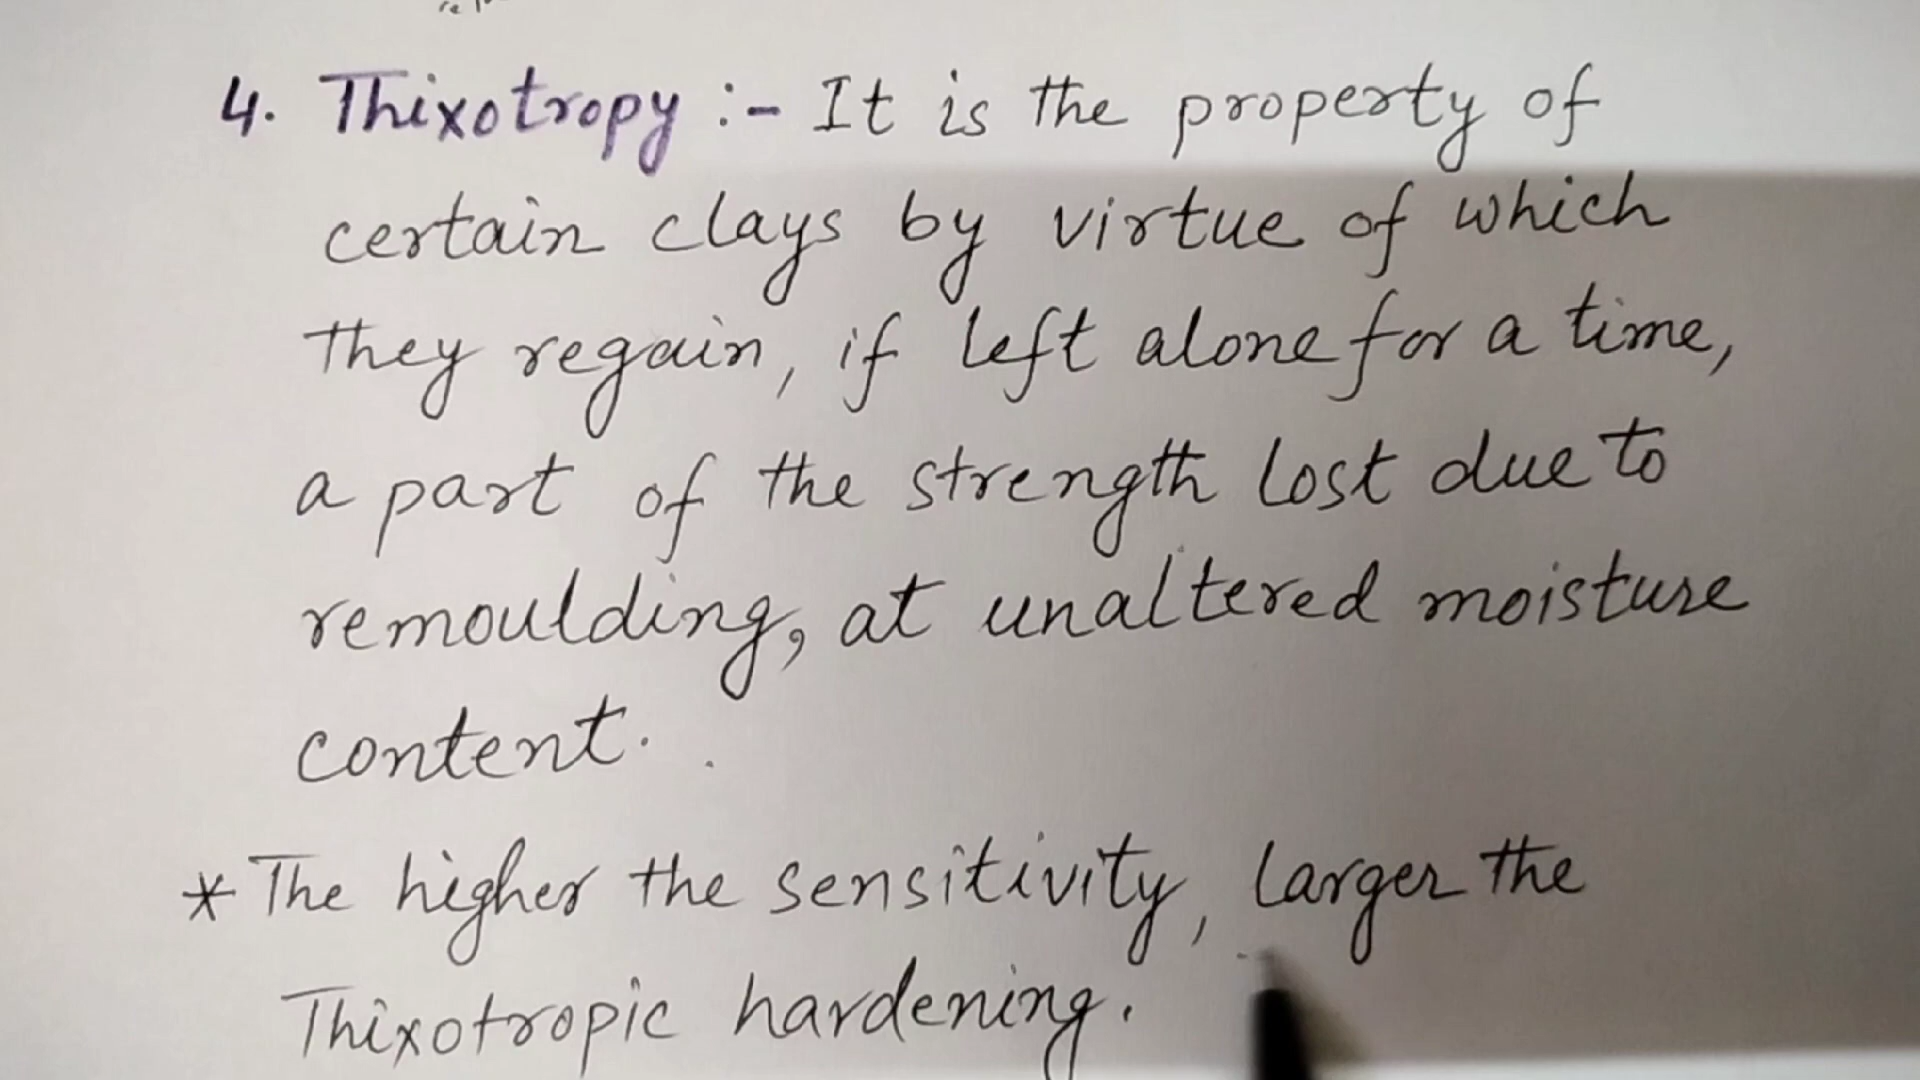 4. Thixotropy :- It is the property of
certain clays by virtue of which
they regain, if left alone for a time,
a part of the strength lost due to
remoulding, at unaltered moisture
content.
* The higher the sensitivity, larger the
Thixotropic hardening.